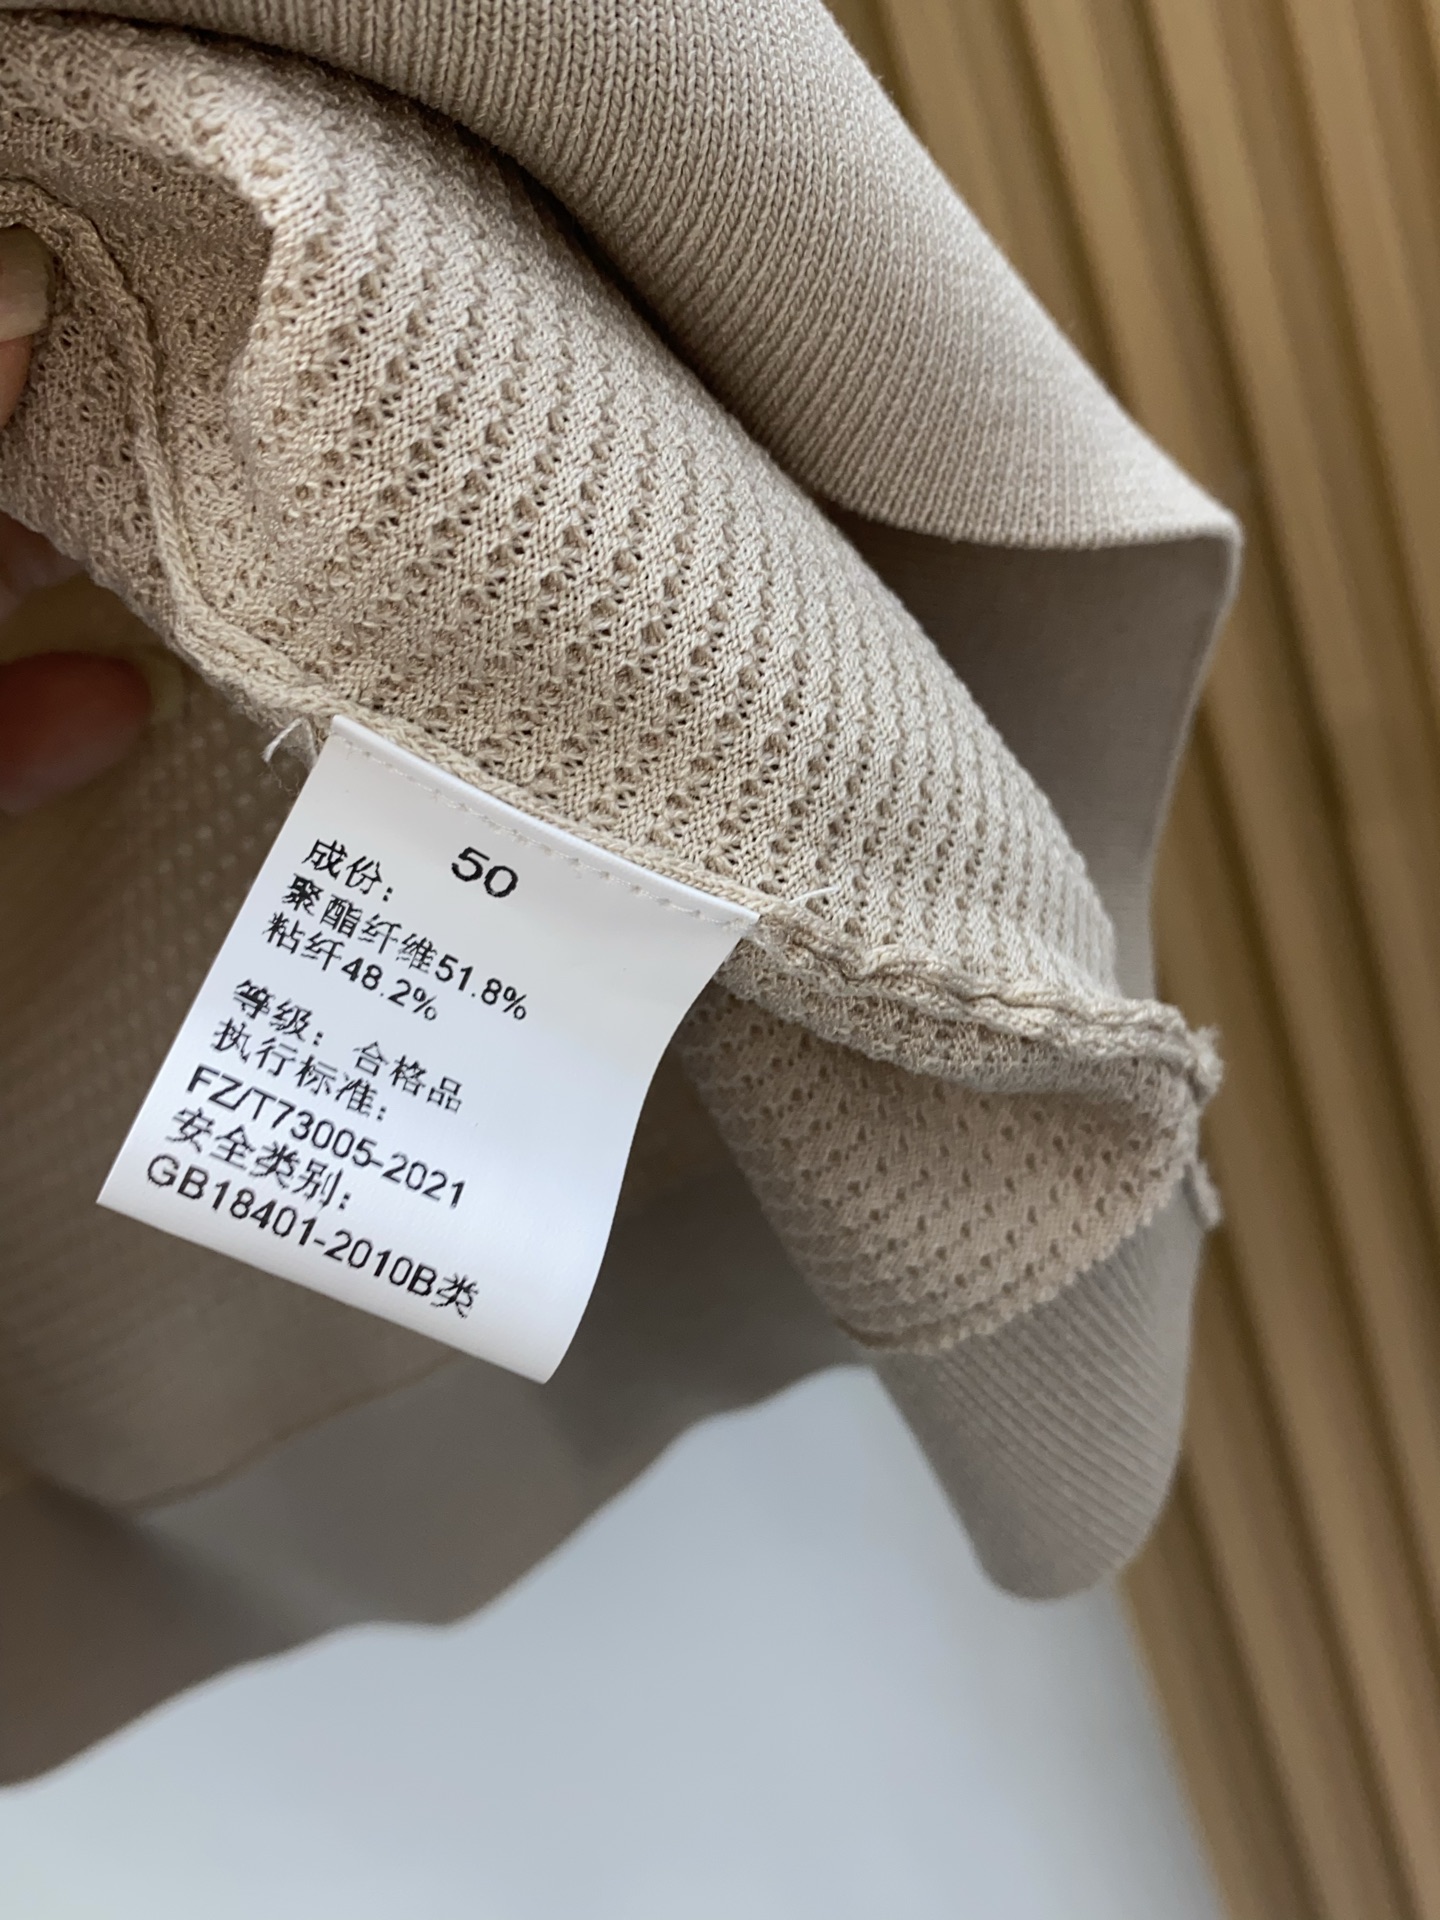 50
成份：
聚酯纤维51.8%
粘纤48.2%
等级：合格品
执行标准：
FZ/T73005-2021
安全类别：
GB18401-2010B类